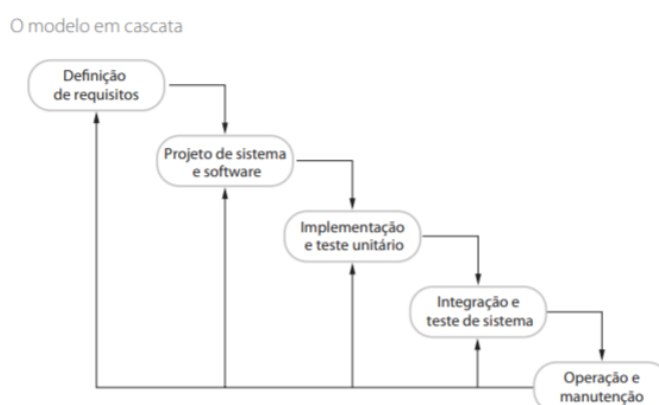 O modelo em cascata
Definição
de requisitos
Projeto de sistema
e software
Implementação
e teste unitário
Integração e
teste de sistema
Operação e
manutenção